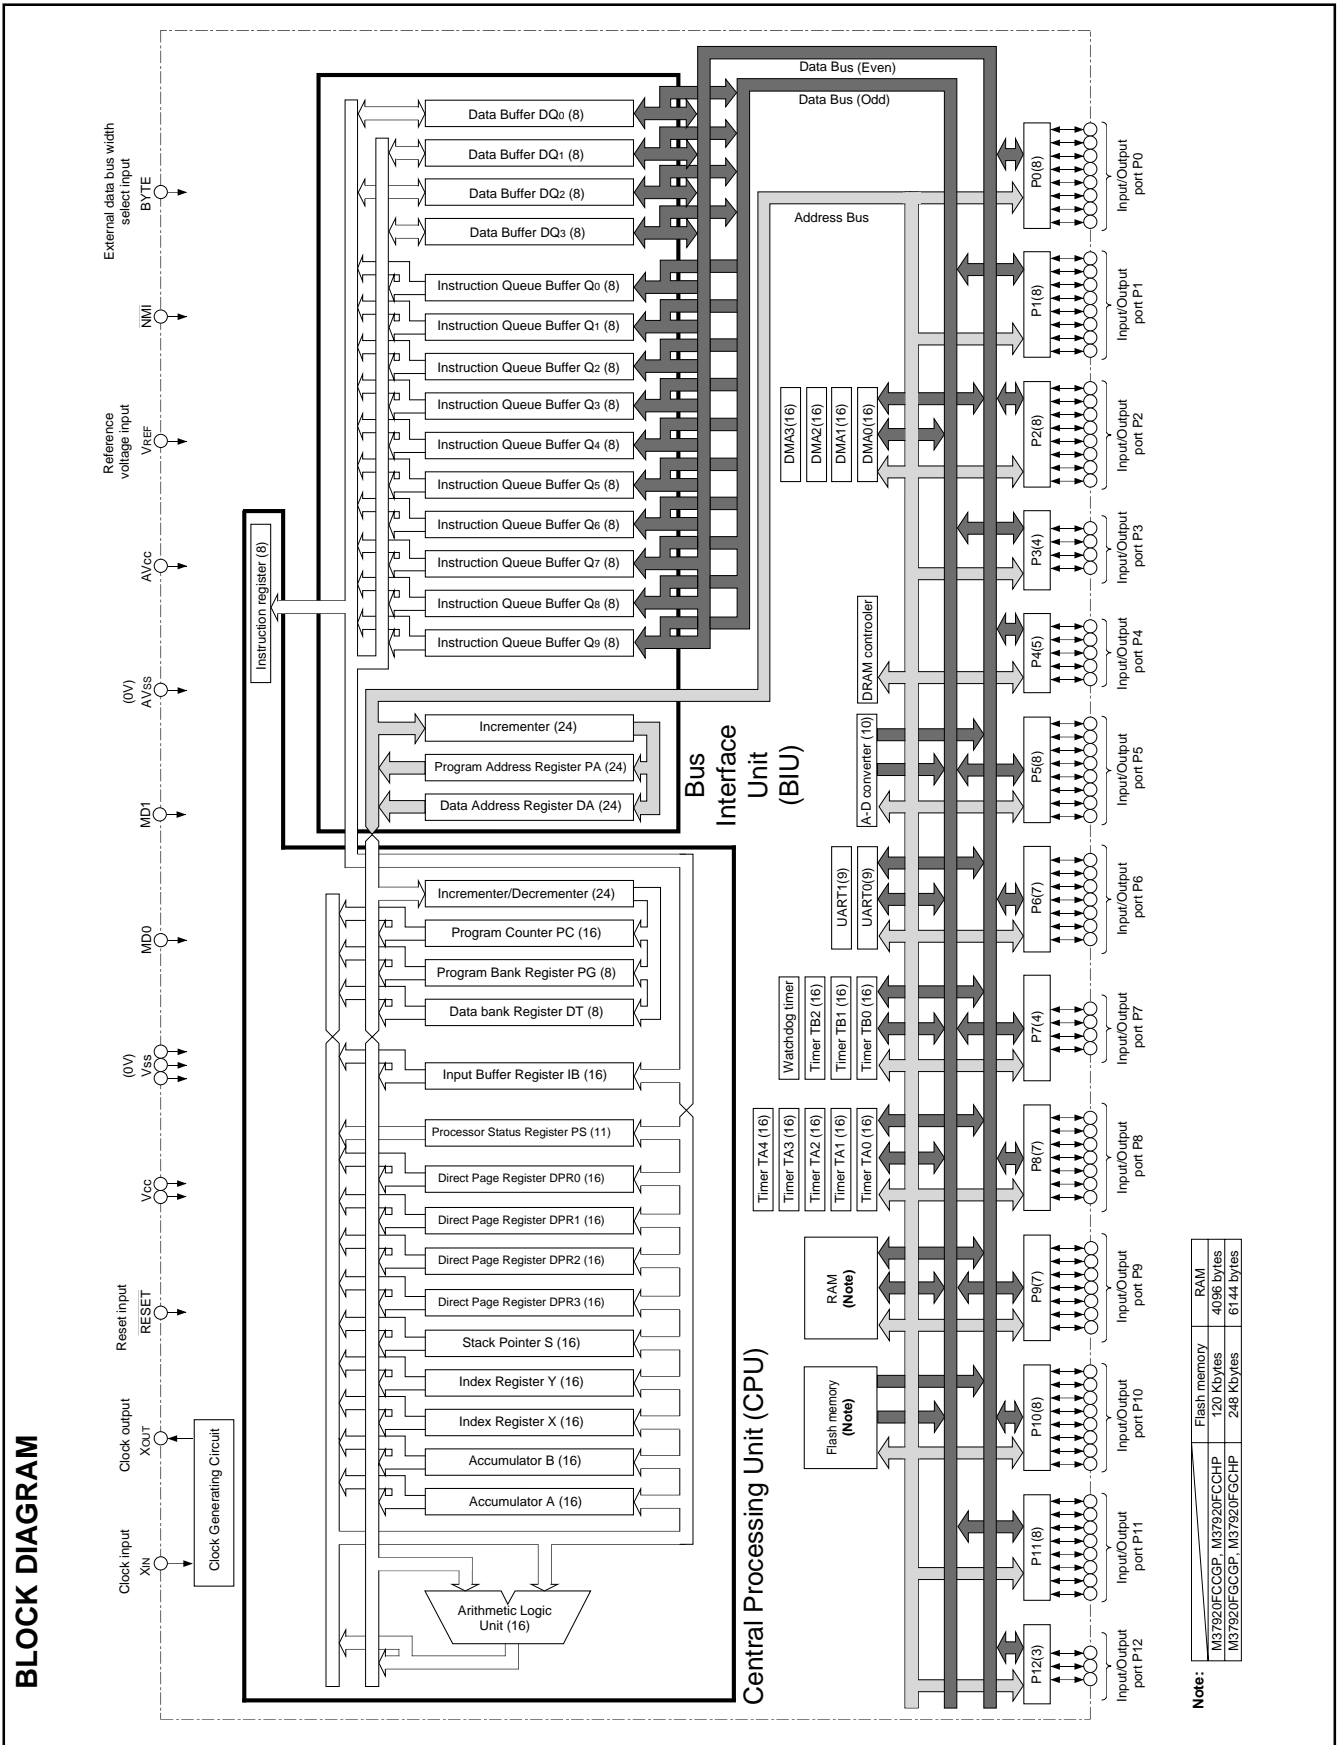 BLOCK DIAGRAM
Clock input
XIN
Clock output
XOUT
Clock Generating Circuit
Reset input
RESET
Vcc
(0V)
Vss
MD0
MD1
(0V)
AVss
AVcc
Reference
voltage input
VREF
NMI
External data bus width
select input
BYTE
Instruction register (8)
Data Buffer DQ0 (8)
Data Buffer DQ1 (8)
Data Buffer DQ2 (8)
Data Buffer DQ3 (8)
Instruction Queue Buffer Q0 (8)
Instruction Queue Buffer Q1 (8)
Instruction Queue Buffer Q2 (8)
Instruction Queue Buffer Q3 (8)
Instruction Queue Buffer Q4 (8)
Instruction Queue Buffer Q5 (8)
Instruction Queue Buffer Q6 (8)
Instruction Queue Buffer Q7 (8)
Instruction Queue Buffer Q8 (8)
Instruction Queue Buffer Q9 (8)
Incrementer (24)
Program Address Register PA (24)
Data Address Register DA (24)
Bus
Interface
Unit
(BIU)
Incrementer/Decrementer (24)
Program Counter PC (16)
Program Bank Register PG (8)
Data bank Register DT (8)
Input Buffer Register IB (16)
Processor Status Register PS (11)
Direct Page Register DPR0 (16)
Direct Page Register DPR1 (16)
Direct Page Register DPR2 (16)
Direct Page Register DPR3 (16)
Stack Pointer S (16)
Index Register Y (16)
Index Register X (16)
Accumulator B (16)
Accumulator A (16)
Arithmetic Logic
Unit (16)
Central Processing Unit (CPU)
Data Bus (Even)
Data Bus (Odd)
Address Bus
DMA3(16)
DMA2(16)
DMA1(16)
DMA0(16)
DRAM controoler
A-D converter (10)
UART1(9)
UART0(9)
Watchdog timer
Timer TB2 (16)
Timer TB1 (16)
Timer TB0 (16)
Timer TA4 (16)
Timer TA3 (16)
Timer TA2 (16)
Timer TA1 (16)
Timer TA0 (16)
RAM
(Note)
Flash memory
(Note)
P0(8)
Input/Output
port P0
P1(8)
Input/Output
port P1
P2(8)
Input/Output
port P2
P3(4)
Input/Output
port P3
P4(5)
Input/Output
port P4
P5(8)
Input/Output
port P5
P6(7)
Input/Output
port P6
P7(4)
Input/Output
port P7
P8(7)
Input/Output
port P8
P9(7)
Input/Output
port P9
P10(8)
Input/Output
port P10
P11(8)
Input/Output
port P11
P12(3)
Input/Output
port P12
Note:
Flash memory RAM
M37920FCCGP, M37920FCCHP 120 Kbytes 4096 bytes
M37920FGCGP, M37920FGCHP 248 Kbytes 6144 bytes